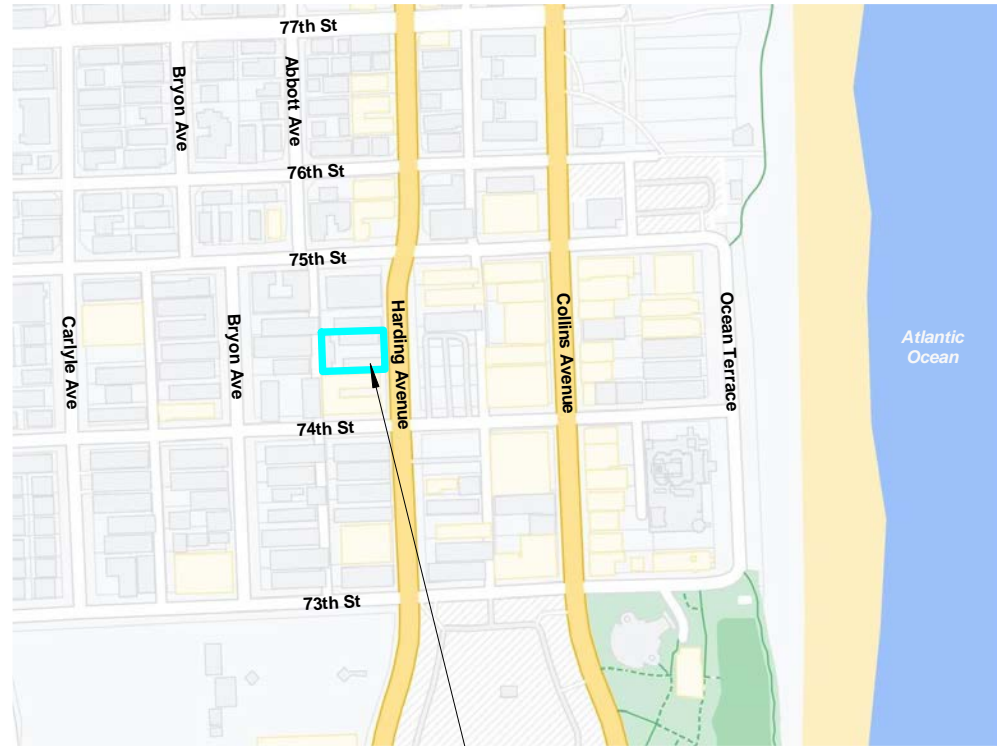 77th St
Bryon Ave
Abbott Ave
76th St
75th St
Carlyle Ave
Bryon Ave
Harding Avenue
Collins Avenue
Ocean Terrace
Atlantic
Ocean
74th St
73th St